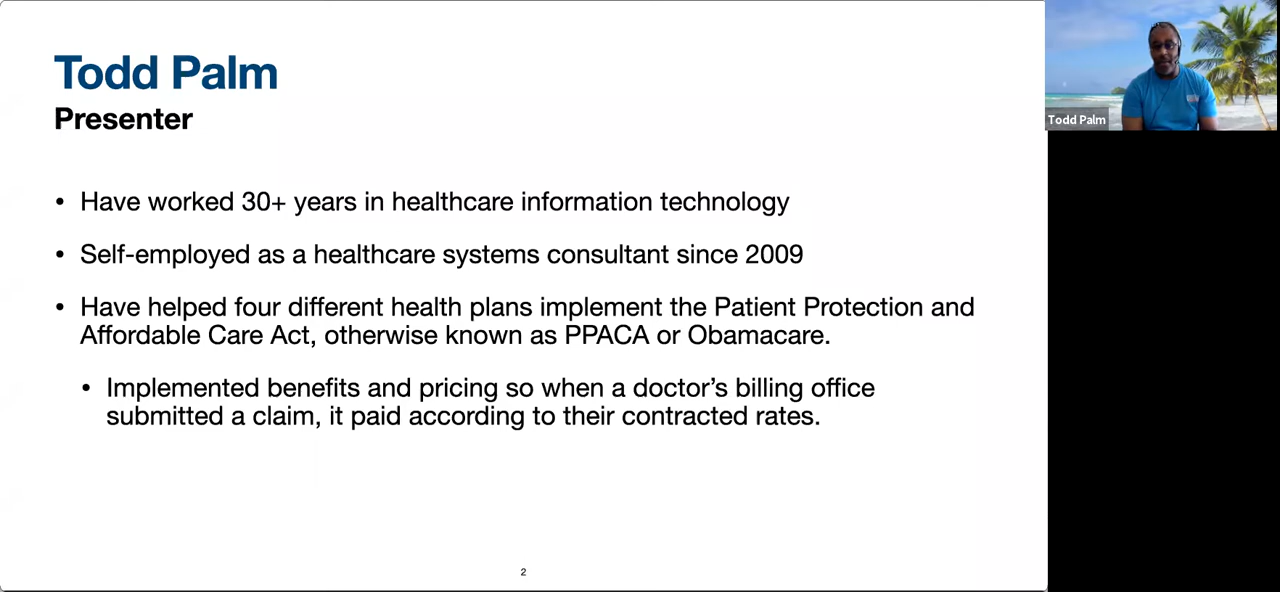 Todd Palm
Presenter
• Have worked 30+ years in healthcare information technology
• Self-employed as a healthcare systems consultant since 2009
• Have helped four different health plans implement the Patient Protection and
Affordable Care Act, otherwise known as PPACA or Obamacare.
• Implemented benefits and pricing so when a doctor’s billing office
submitted a claim, it paid according to their contracted rates.
2
Todd Palm